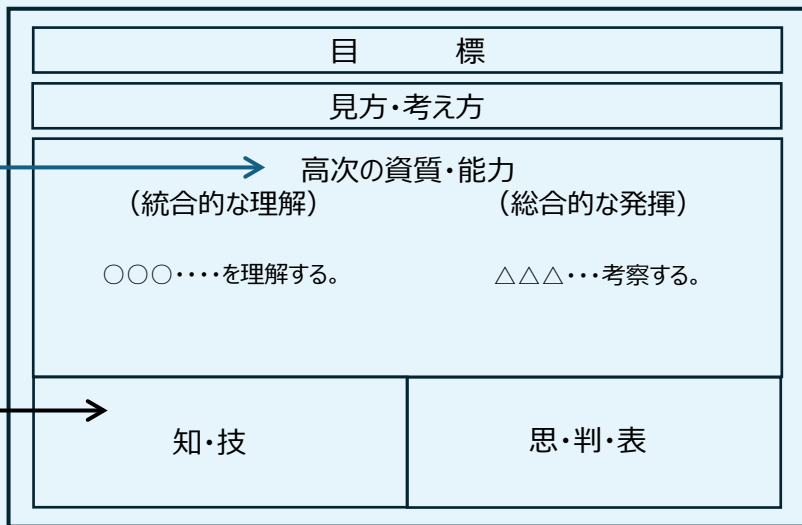 目　標
見方・考え方
高次の資質・能力
（統合的な理解）　（総合的な発揮）
○○○・・・・を理解する。　△△△・・・考察する。
知・技　思・判・表